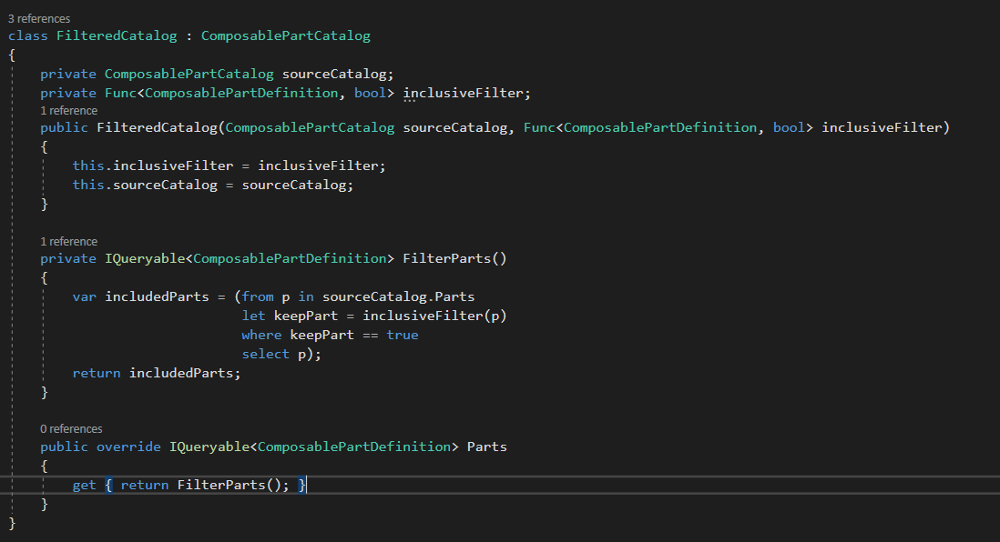 3 references
class FilteredCatalog : ComposablePartCatalog
{
    private ComposablePartCatalog sourceCatalog;
    private Func<ComposablePartDefinition, bool> inclusiveFilter;
    1 reference
    public FilteredCatalog(ComposablePartCatalog sourceCatalog, Func<ComposablePartDefinition, bool> inclusiveFilter)
    {
        this.inclusiveFilter = inclusiveFilter;
        this.sourceCatalog = sourceCatalog;
    }

    1 reference
    private IQueryable<ComposablePartDefinition> FilterParts()
    {
        var includedParts = (from p in sourceCatalog.Parts
                             let keepPart = inclusiveFilter(p)
                             where keepPart == true
                             select p);
        return includedParts;
    }

    0 references
    public override IQueryable<ComposablePartDefinition> Parts
    {
        get { return FilterParts(); }
    }
}